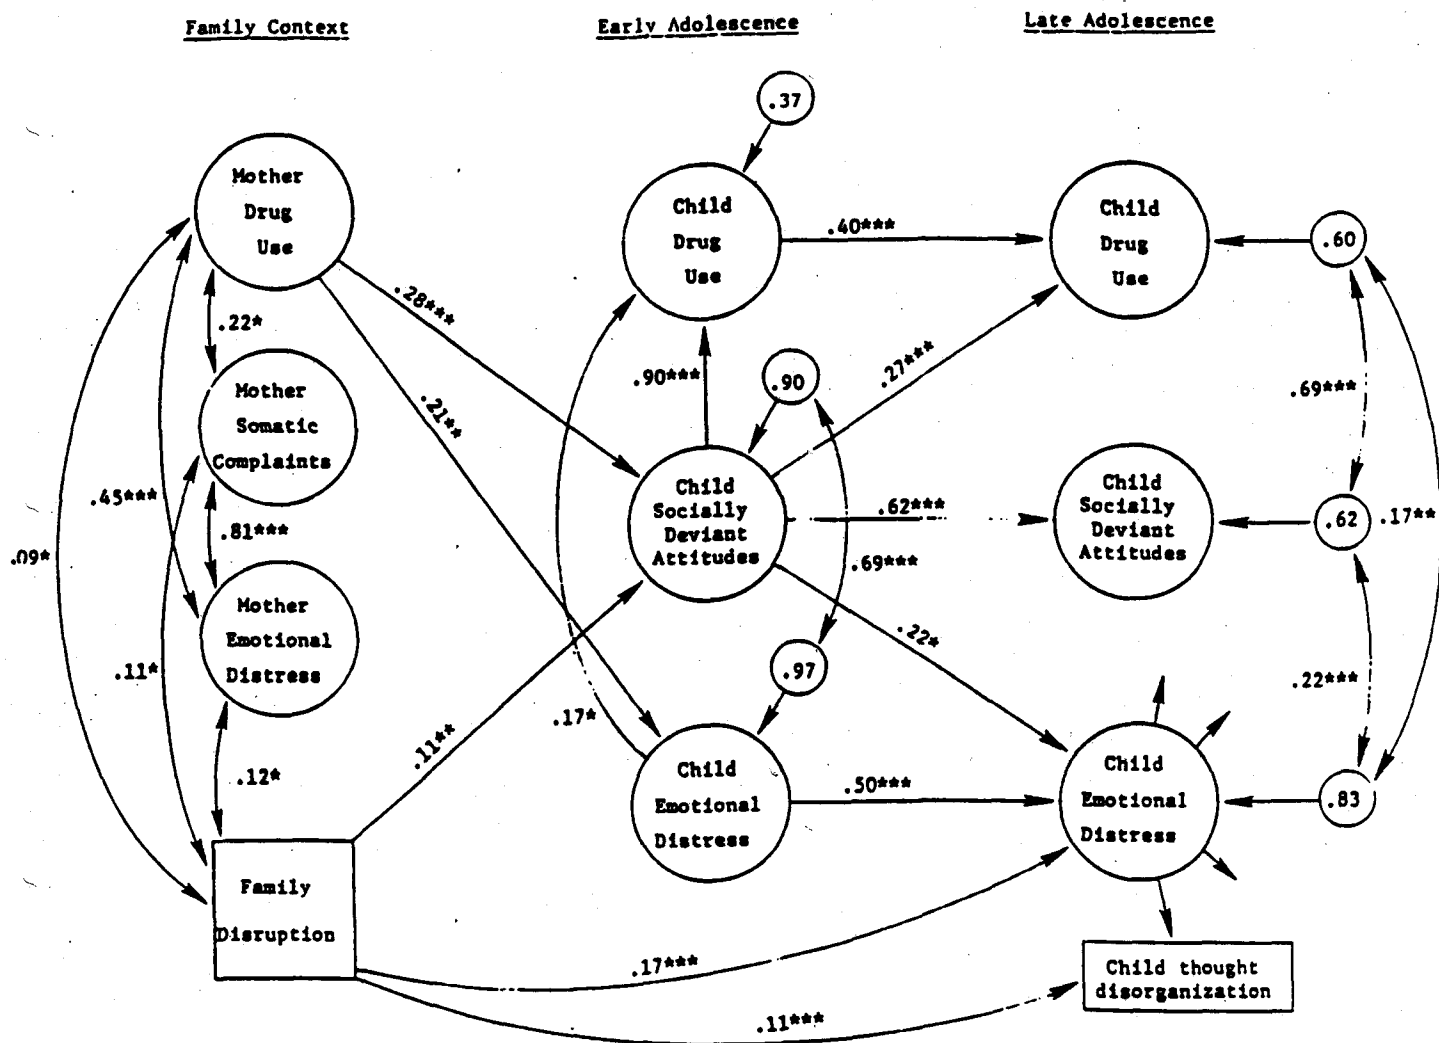 Family Context
Early Adolescence
Late Adolescence
.37
Mother
Drug
Use
Child
Drug
Use
.40***
Child
Drug
Use
.60
.28***
.22*
.21**
.90***
.90
.27***
.69***
Mother
Somatic
Complaints
.45***
.81***
.09*
Child
Socially
Deviant
Attitudes
.62***
Child
Socially
Deviant
Attitudes
.62
.17**
.69***
Mother
Emotional
Distress
.11*
.22*
.97
.22***
.17*
.11**
.12*
Child
Emotional
Distress
.50***
Child
Emotional
Distress
.83
Family
Disruption
.17***
Child thought
disorganization
.11***